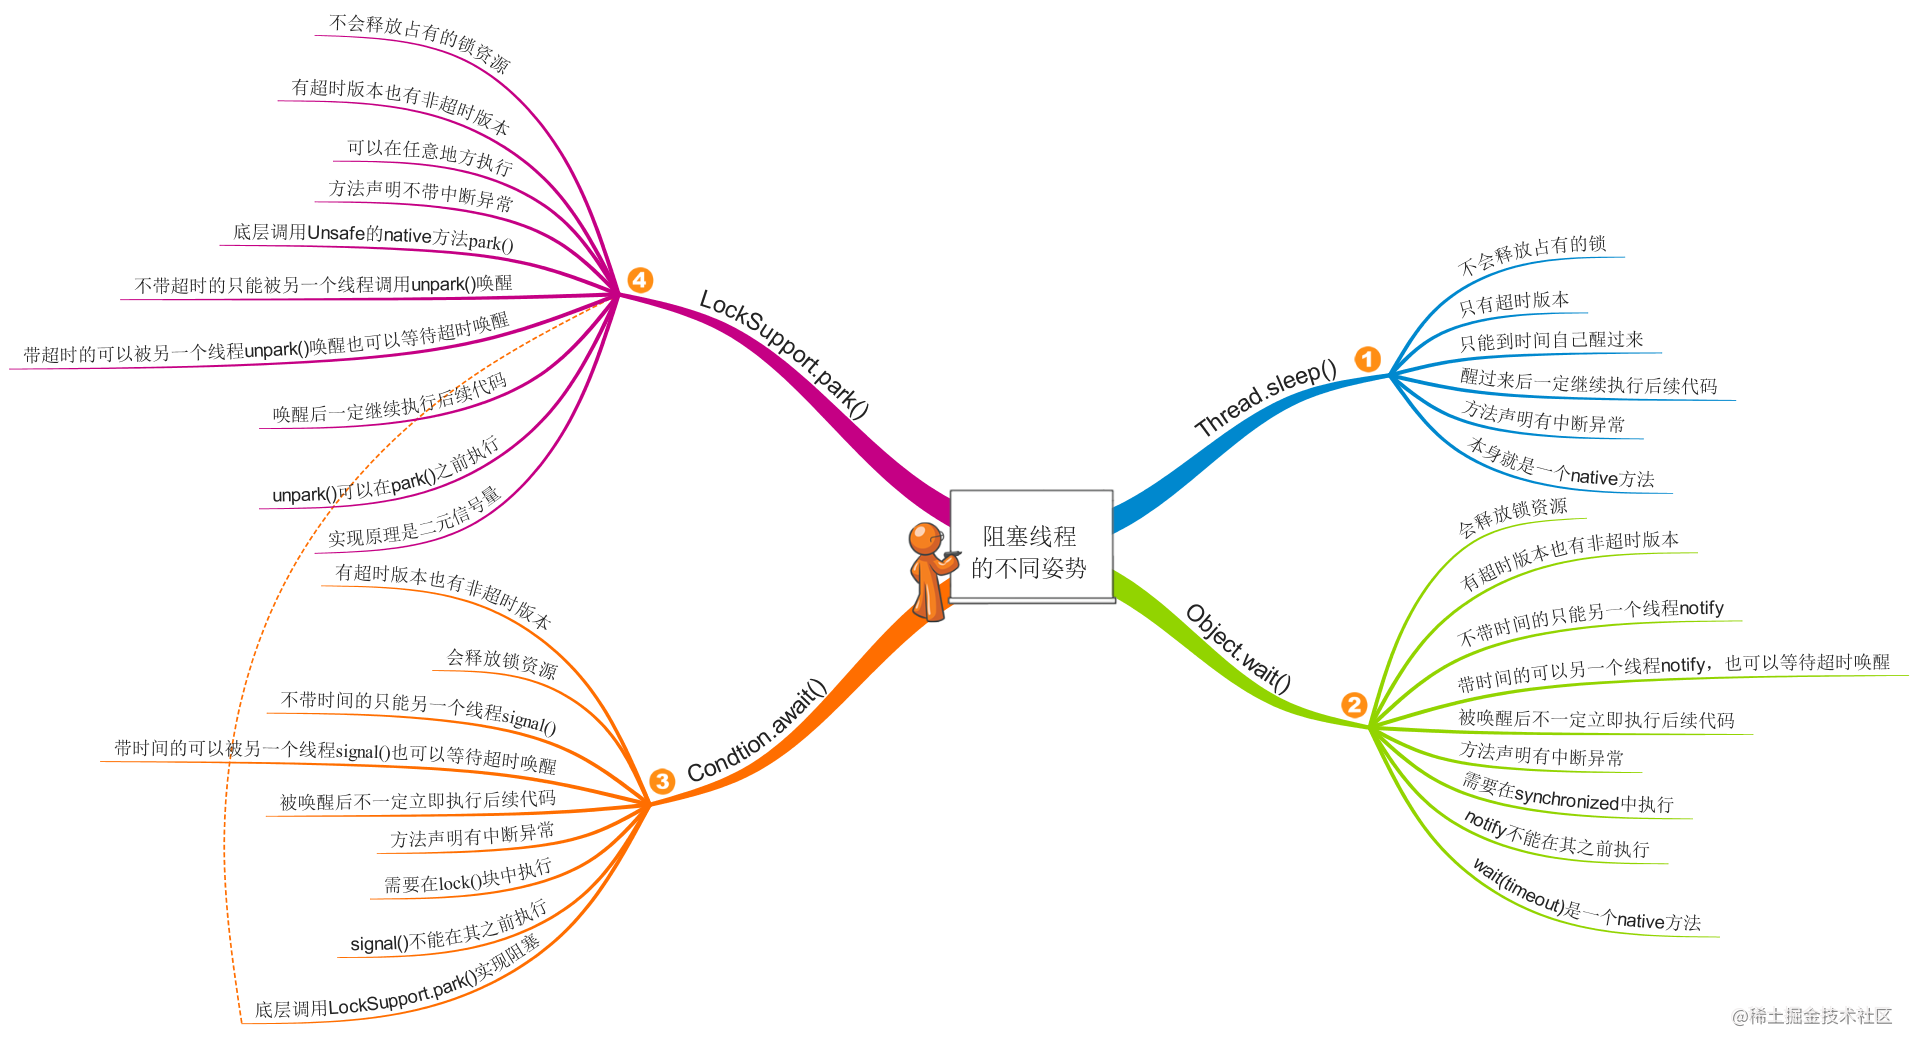 阻塞线程
的不同姿势
1
Thread.sleep()
不会释放占有的锁
只有超时版本
只能到时间自己醒过来
醒过来后一定继续执行后续代码
方法声明有中断异常
本身就是一个native方法
2
Object.wait()
会释放锁资源
有超时版本也有非超时版本
不带时间的只能另一个线程notify
带时间的可以另一个线程notify，也可以等待超时唤醒
被唤醒后不一定立即执行后续代码
方法声明有中断异常
需要在synchronized中执行
notify不能在其之前执行
wait(timeout)是一个native方法
3
Condtion.await()
有超时版本也有非超时版本
会释放锁资源
不带时间的只能另一个线程signal()
带时间的可以被另一个线程signal()也可以等待超时唤醒
被唤醒后不一定立即执行后续代码
方法声明有中断异常
需要在lock()块中执行
signal()不能在其之前执行
底层调用LockSupport.park()实现阻塞
4
LockSupport.park()
不会释放占有的锁资源
有超时版本也有非超时版本
可以在任意地方执行
方法声明不带中断异常
底层调用Unsafe的native方法park()
不带超时的只能被另一个线程调用unpark()唤醒
带超时的可以被另一个线程unpark()唤醒也可以等待超时唤醒
唤醒后一定继续执行后续代码
unpark()可以在park()之前执行
实现原理是二元信号量
@稀土掘金技术社区